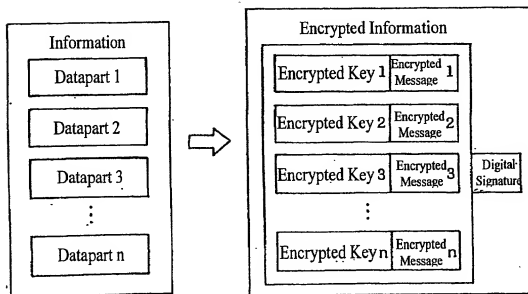 Information
Datapart 1
Datapart 2
Datapart 3
Datapart n
Encrypted Information
Encrypted Key 1 Encrypted Message 1
Encrypted Key 2 Encrypted Message 2
Encrypted Key 3 Encrypted Message 3
Encrypted Key n Encrypted Message n
Digital
Signature